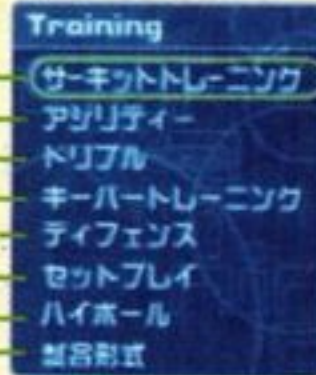 Training
サーキットトレーニング
アジリティー
ドリブル
キーパートレーニング
ディフェンス
セットプレイ
ハイボール
試合形式